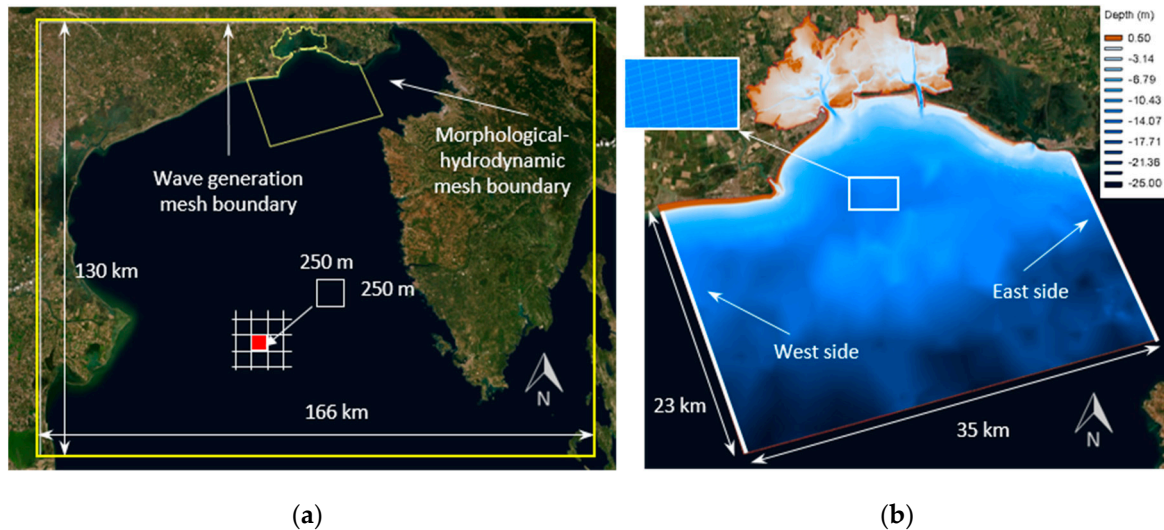 Wave generation
mesh boundary
Morphological-
hydrodynamic
mesh boundary
130 km
250 m
250 m
166 km
N
(a)
Depth (m)
0.50
-3.14
-6.79
-10.43
-14.07
-17.71
-21.36
-25.00
East side
West side
23 km
35 km
N
(b)